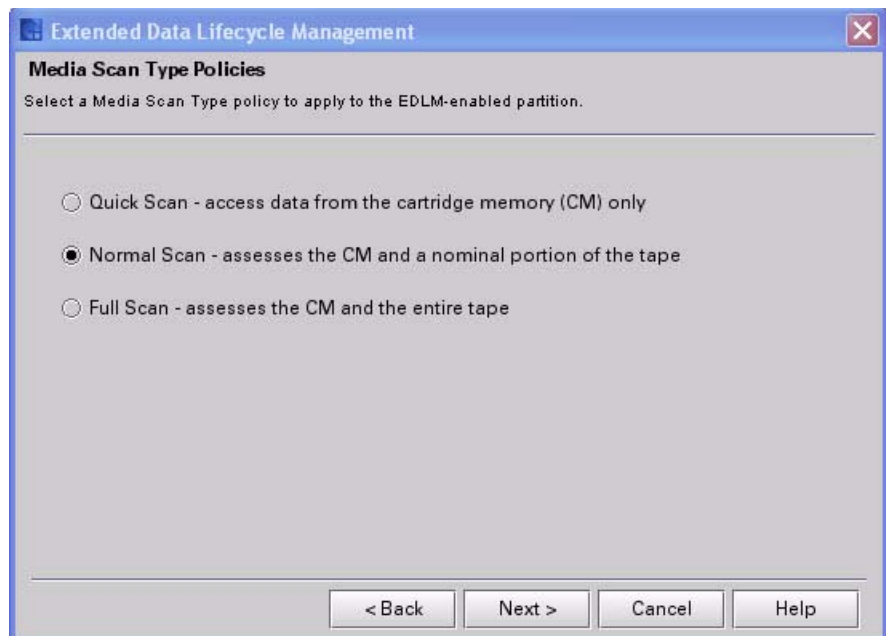 Extended Data Lifecycle Management
Media Scan Type Policies
Select a Media Scan Type policy to apply to the EDLM-enabled partition.
Quick Scan - access data from the cartridge memory (CM) only
Normal Scan - assesses the CM and a nominal portion of the tape
Full Scan - assesses the CM and the entire tape
< Back Next > Cancel Help